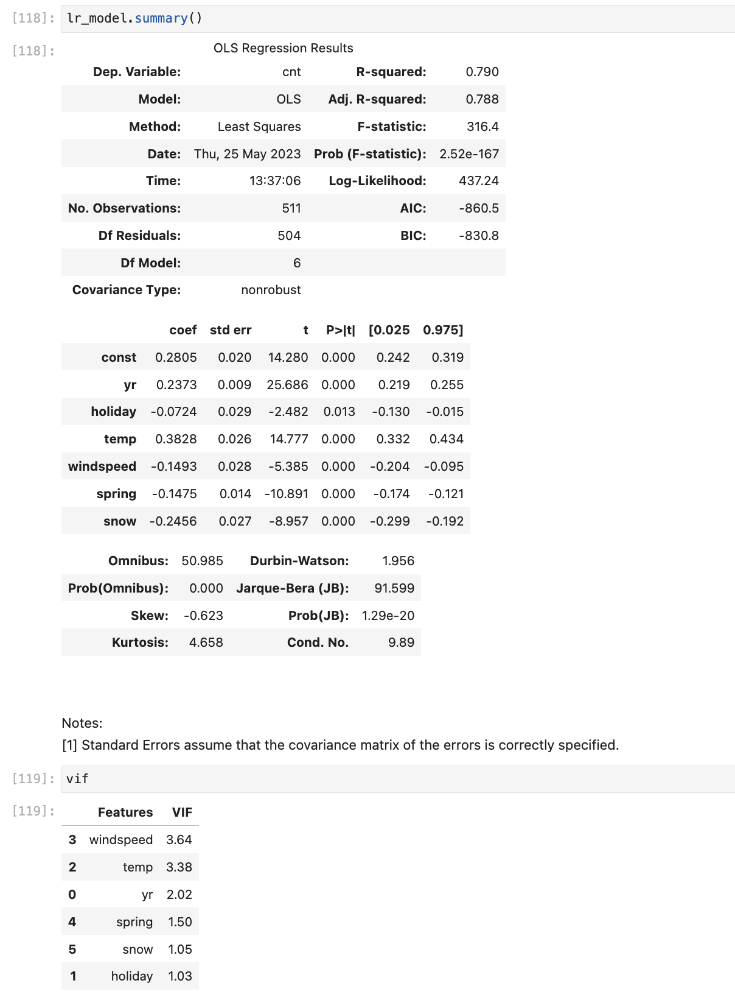 [118]: lr_model.summary()
[118]: OLS Regression Results
Dep. Variable: cnt R-squared: 0.790
Model: OLS Adj. R-squared: 0.788
Method: Least Squares F-statistic: 316.4
Date: Thu, 25 May 2023 Prob (F-statistic): 2.52e-167
Time: 13:37:06 Log-Likelihood: 437.24
No. Observations: 511 AIC: -860.5
Df Residuals: 504 BIC: -830.8
Df Model: 6
Covariance Type: nonrobust
coef std err t P>|t| [0.025 0.975]
const 0.2805 0.020 14.280 0.000 0.242 0.319
yr 0.2373 0.009 25.686 0.000 0.219 0.255
holiday -0.0724 0.029 -2.482 0.013 -0.130 -0.015
temp 0.3828 0.026 14.777 0.000 0.332 0.434
windspeed -0.1493 0.028 -5.385 0.000 -0.204 -0.095
spring -0.1475 0.014 -10.891 0.000 -0.174 -0.121
snow -0.2456 0.027 -8.957 0.000 -0.299 -0.192
Omnibus: 50.985 Durbin-Watson: 1.956
Prob(Omnibus): 0.000 Jarque-Bera (JB): 91.599
Skew: -0.623 Prob(JB): 1.29e-20
Kurtosis: 4.658 Cond. No. 9.89
Notes:
[1] Standard Errors assume that the covariance matrix of the errors is correctly specified.
[119]: vif
[119]: Features VIF
3 windspeed 3.64
2 temp 3.38
0 yr 2.02
4 spring 1.50
5 snow 1.05
1 holiday 1.03